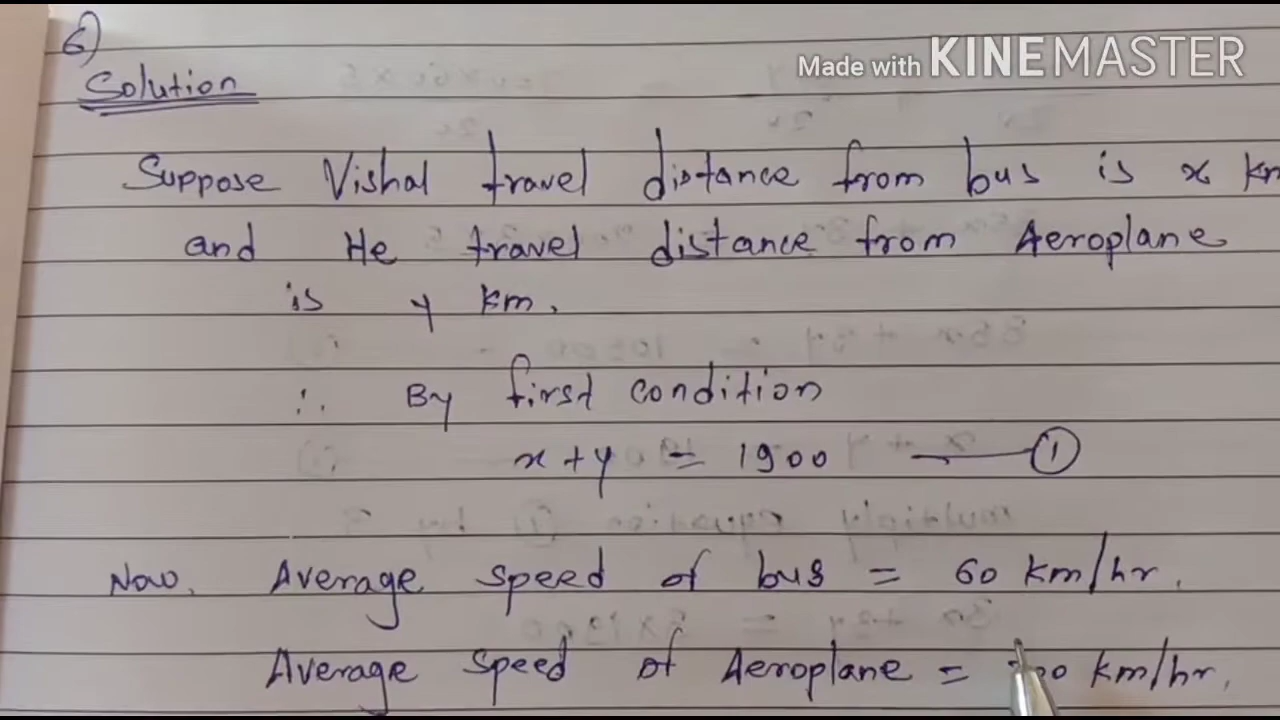 6)
Made with KINEMASTER
Solution
Suppose Vishal travel distance from bus is x km
and He travel distance from Aeroplane
is y km.
∴ By first condition
x + y = 1900 —— ①
Now, Average speed of bus = 60 km/hr.
Average speed of Aeroplane = km/hr.